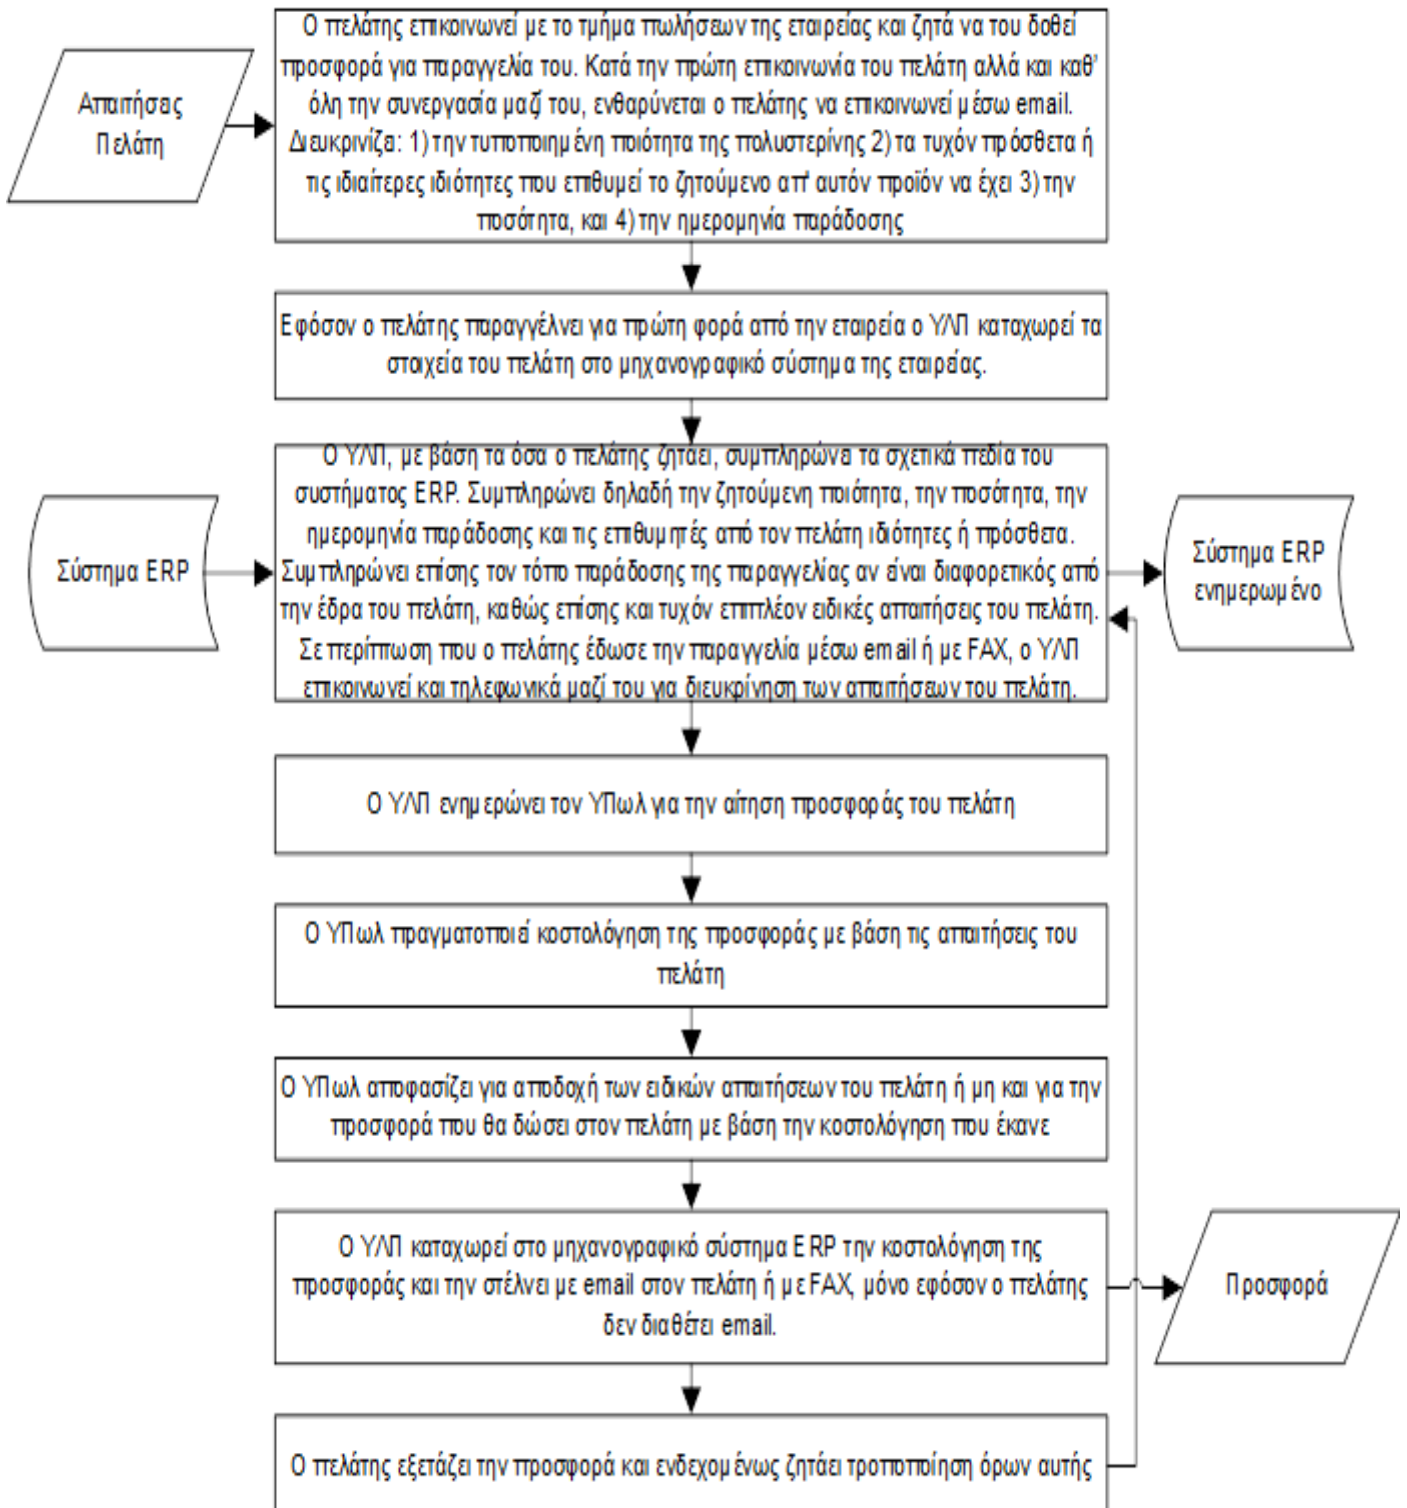 Απαιτήσεις
Πελάτη
Ο πελάτης επικοινωνεί με το τμήμα πωλήσεων της εταιρείας και ζητά να του δοθεί
προσφορά για παραγγελία του. Κατά την πρώτη επικοινωνία του πελάτη αλλά και καθ'
όλη την συνεργασία μαζί του, ενθαρύνεται ο πελάτης να επικοινωνεί μέσω email.
Διευκρινίζει: 1) την τυποποιημένη ποιότητα της πολυστερίνης 2) τα τυχόν πρόσθετα ή
τις ιδιαίτερες ιδιότητες που επιθυμεί το ζητούμενο απ' αυτόν προϊόν να έχει 3) την
ποσότητα, και 4) την ημερομηνία παράδοσης
Εφόσον ο πελάτης παραγγέλνει για πρώτη φορά από την εταιρεία ο ΥΛΠ καταχωρεί τα
στοιχεία του πελάτη στο μηχανογραφικό σύστημα της εταιρείας.
Σύστημα ERP
Ο ΥΛΠ, με βάση τα όσα ο πελάτης ζητάει, συμπληρώνει τα σχετικά πεδία του
συστήματος ERP. Συμπληρώνει δηλαδή την ζητούμενη ποιότητα, την ποσότητα, την
ημερομηνία παράδοσης και τις επιθυμητές από τον πελάτη ιδιότητες ή πρόσθετα.
Συμπληρώνει επίσης τον τόπο παράδοσης της παραγγελίας αν είναι διαφορετικός από
την έδρα του πελάτη, καθώς επίσης και τυχόν επιπλέον ειδικές απαιτήσεις του πελάτη.
Σε περίπτωση που ο πελάτης έδωσε την παραγγελία μέσω email ή με FAX, ο ΥΛΠ
επικοινωνεί και τηλεφωνικά μαζί του για διευκρίνηση των απαιτήσεων του πελάτη.
Σύστημα ERP
ενημερωμένο
Ο ΥΛΠ ενημερώνει τον ΥΠωλ για την αίτηση προσφοράς του πελάτη
Ο ΥΠωλ πραγματοποιεί κοστολόγηση της προσφοράς με βάση τις απαιτήσεις του
πελάτη
Ο ΥΠωλ αποφασίζει για αποδοχή των ειδικών απαιτήσεων του πελάτη ή μη και για την
προσφορά που θα δώσει στον πελάτη με βάση την κοστολόγηση που έκανε
Ο ΥΛΠ καταχωρεί στο μηχανογραφικό σύστημα ERP την κοστολόγηση της
προσφοράς και την στέλνει με email στον πελάτη ή με FAX, μόνο εφόσον ο πελάτης
δεν διαθέτει email.
Προσφορά
Ο πελάτης εξετάζει την προσφορά και ενδεχομένως ζητάει τροποποίηση όρων αυτής